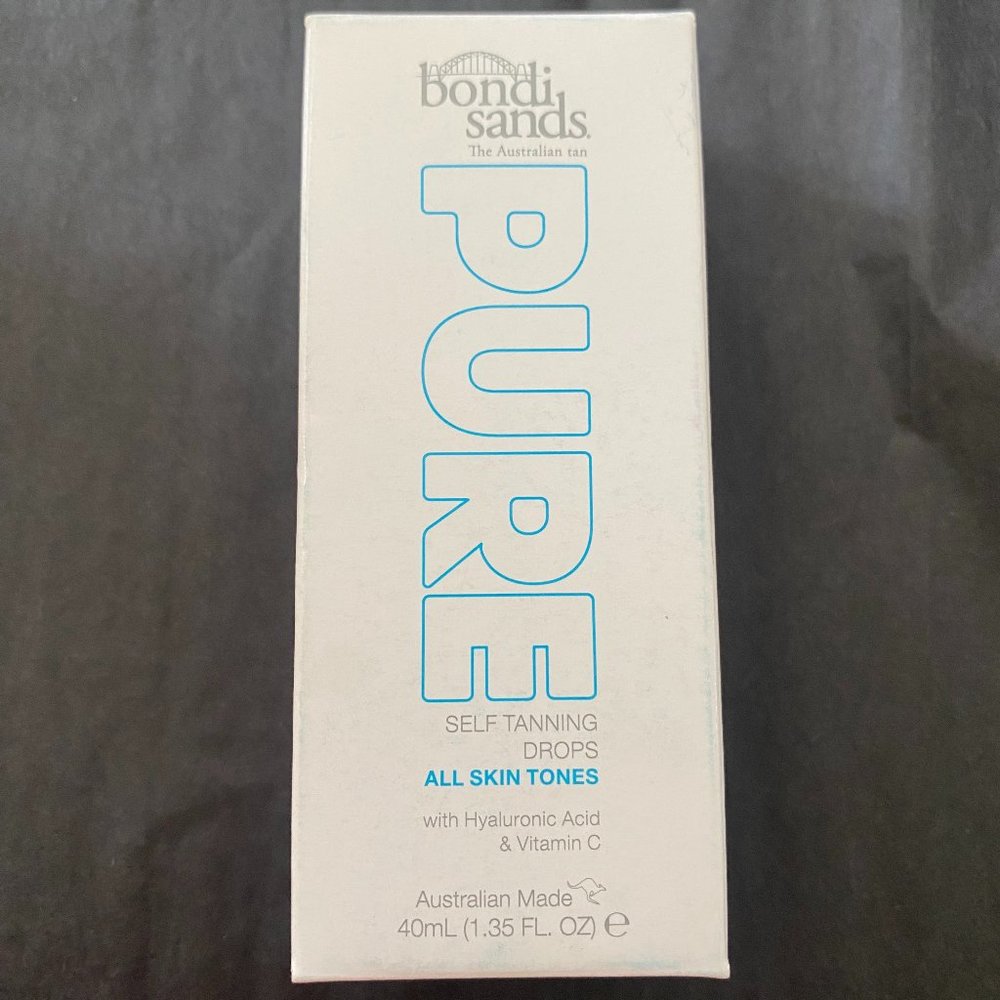 bondi
sands.
The Australian tan
PURE
SELF TANNING
DROPS
ALL SKIN TONES
with Hyaluronic Acid
& Vitamin C
Australian Made
40mL (1.35 FL. OZ) ℮